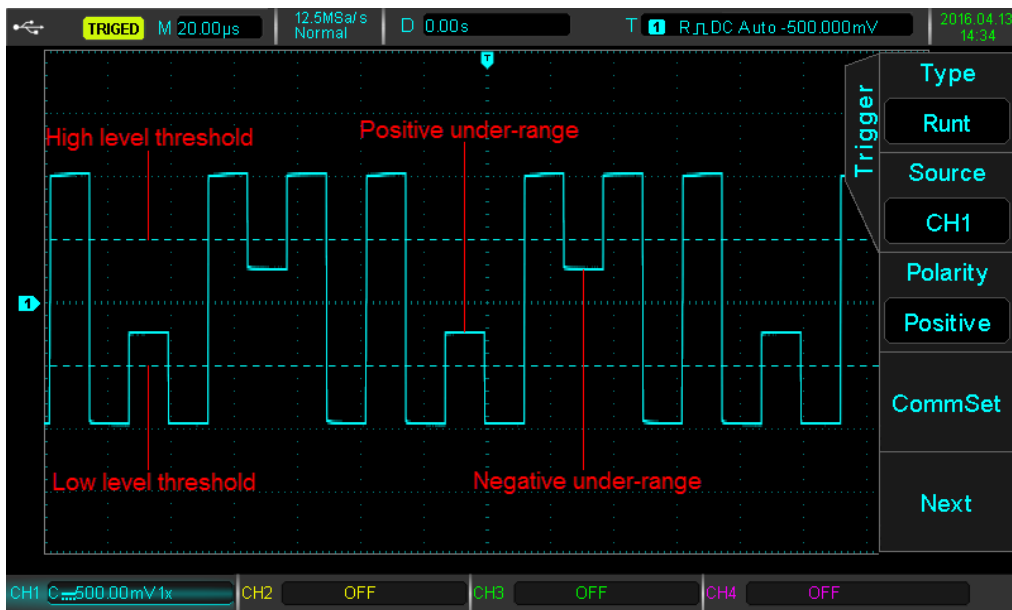 TRIGED M 20.00µs 12.5MSa/s D 0.00s T 1 R DC Auto -500.000mV 2016.04.13
Normal 14:34
T
Type
Trigger
Runt
High level threshold
Positive under-range
Source
CH1
Polarity
1
Positive
CommSet
Low level threshold
Negative under-range
Next
CH1 C 500.00mV 1x CH2 OFF CH3 OFF CH4 OFF